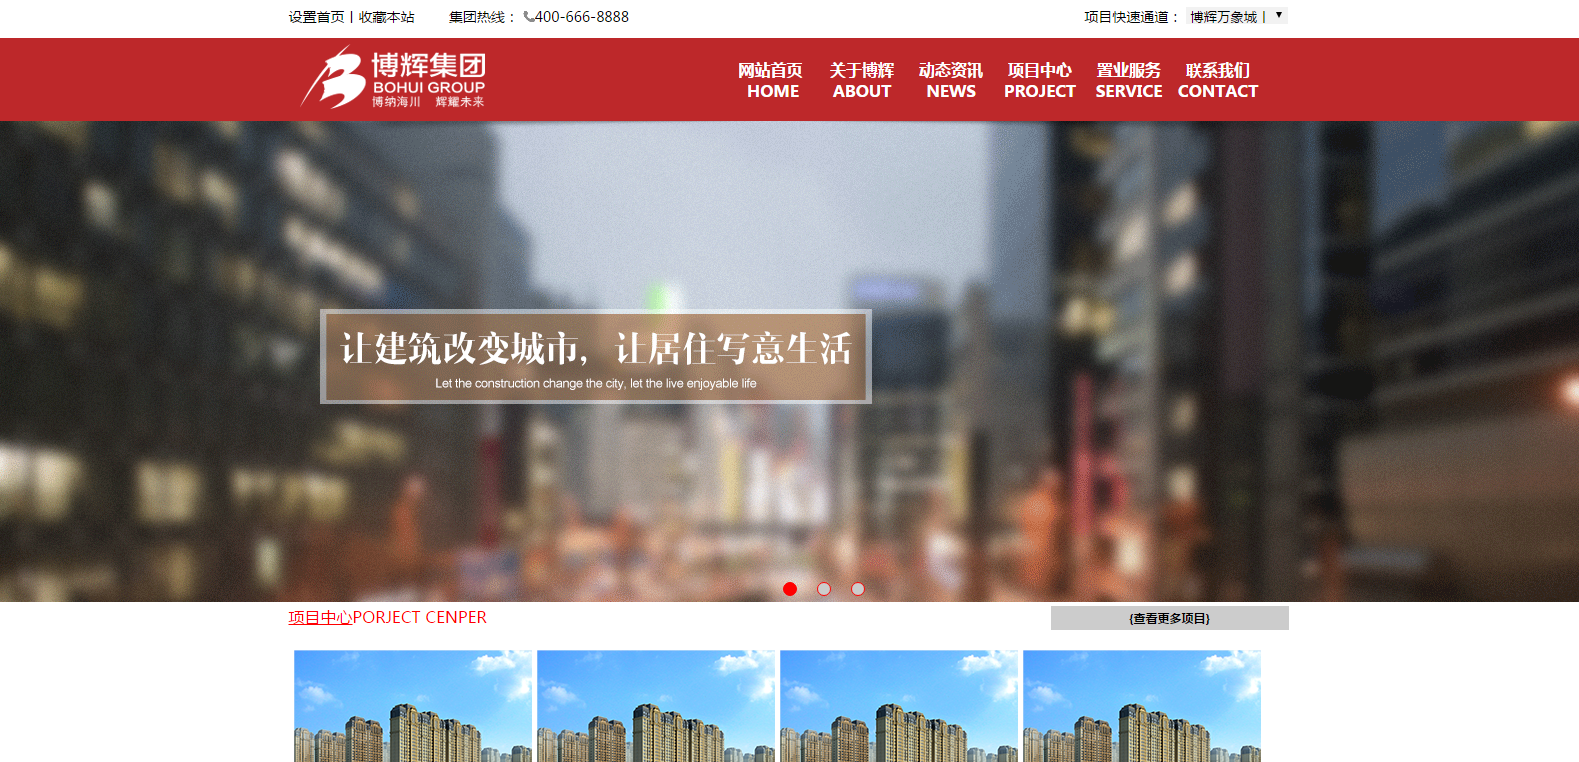 设置首页 | 收藏本站 集团热线： 400-666-8888 项目快速通道： 博辉万象城 |
博辉集团
BOHUI GROUP
博纳海川 辉耀未来
网站首页 关于博辉 动态资讯 项目中心 置业服务 联系我们
HOME ABOUT NEWS PROJECT SERVICE CONTACT
让建筑改变城市，让居住写意生活
Let the construction change the city, let the live enjoyable life
项目中心PORJECT CENPER {查看更多项目}